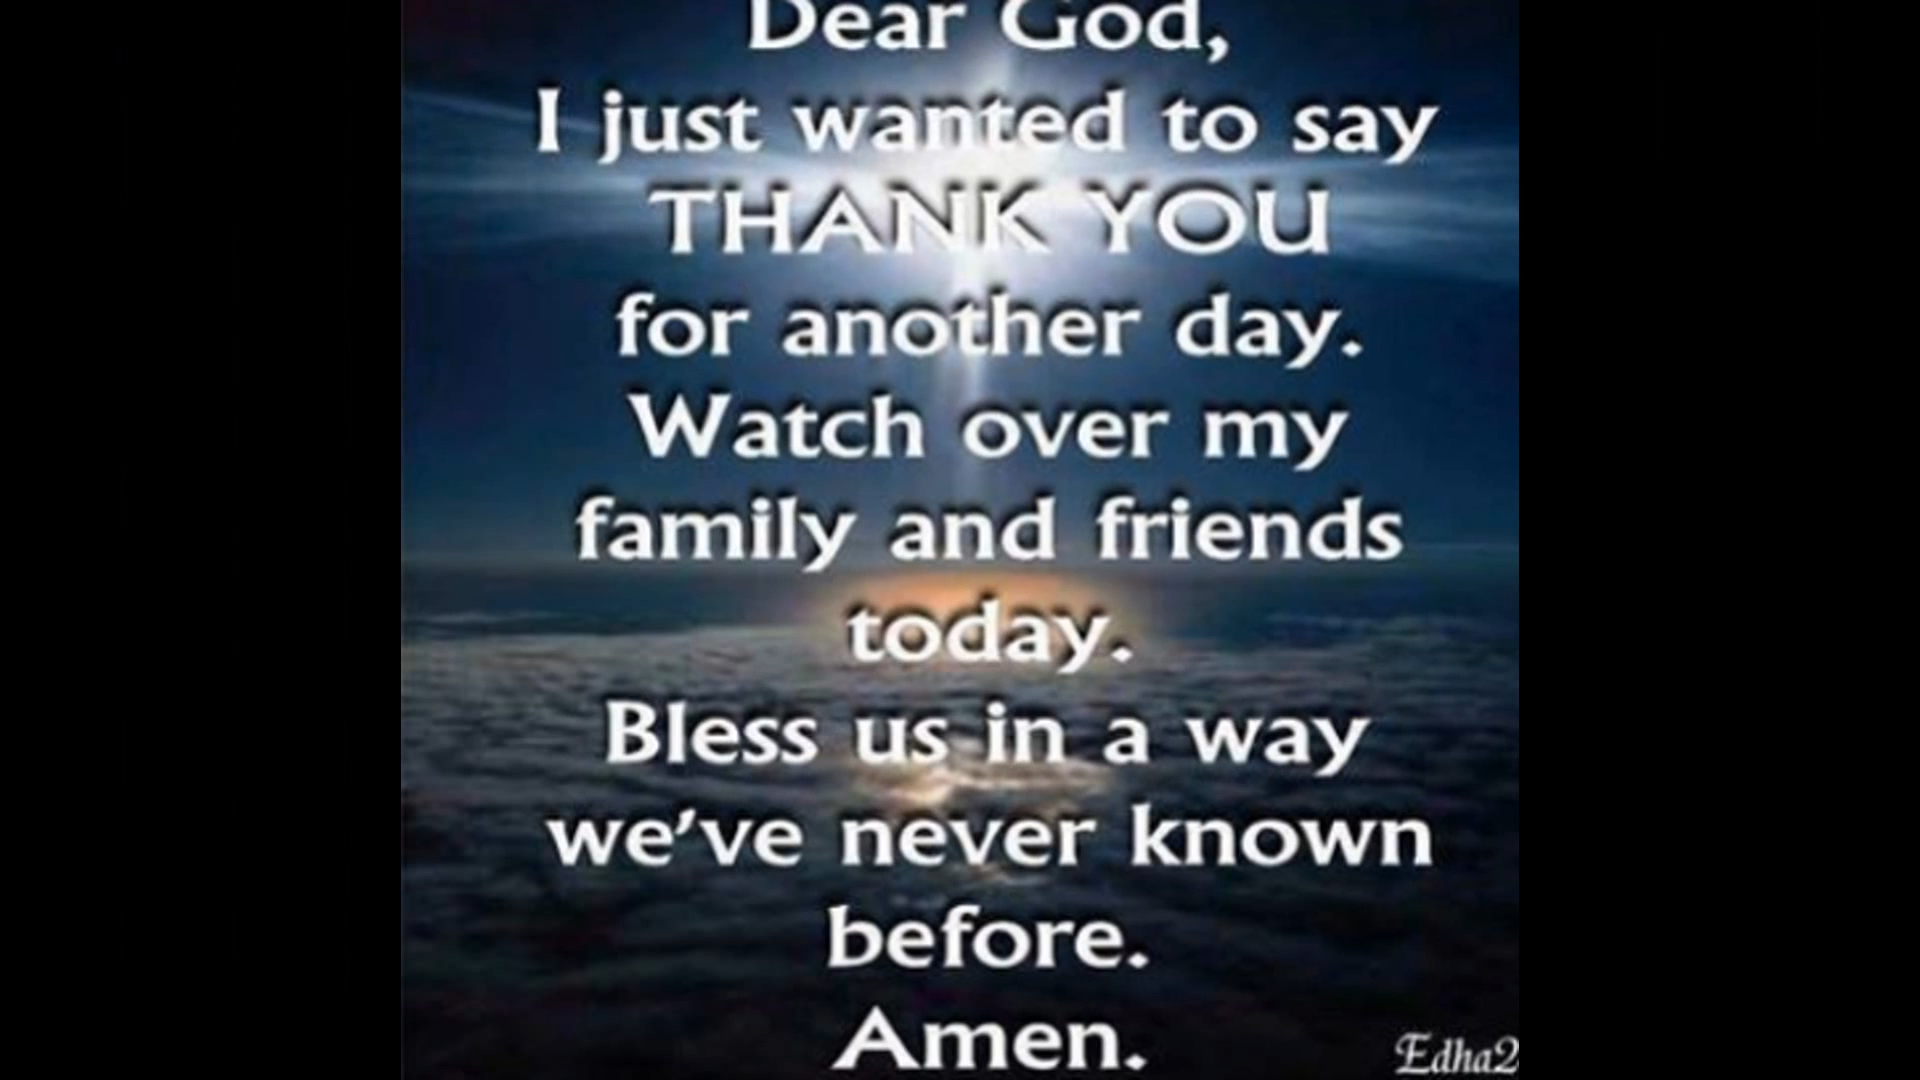 Dear God,
I just wanted to say
THANK YOU
for another day.
Watch over my
family and friends
today.
Bless us in a way
we've never known
before.
Amen.
Edha2